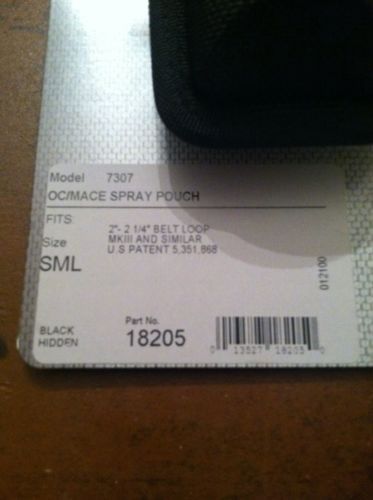 Model 7307
OC/MACE SPRAY POUCH
FITS 2"- 2 1/4" BELT LOOP
Size MKIII AND SIMILAR
SML U.S PATENT 5,351,868
012100
BLACK
HIDDEN
Part No.
18205
0 13527 18205 0